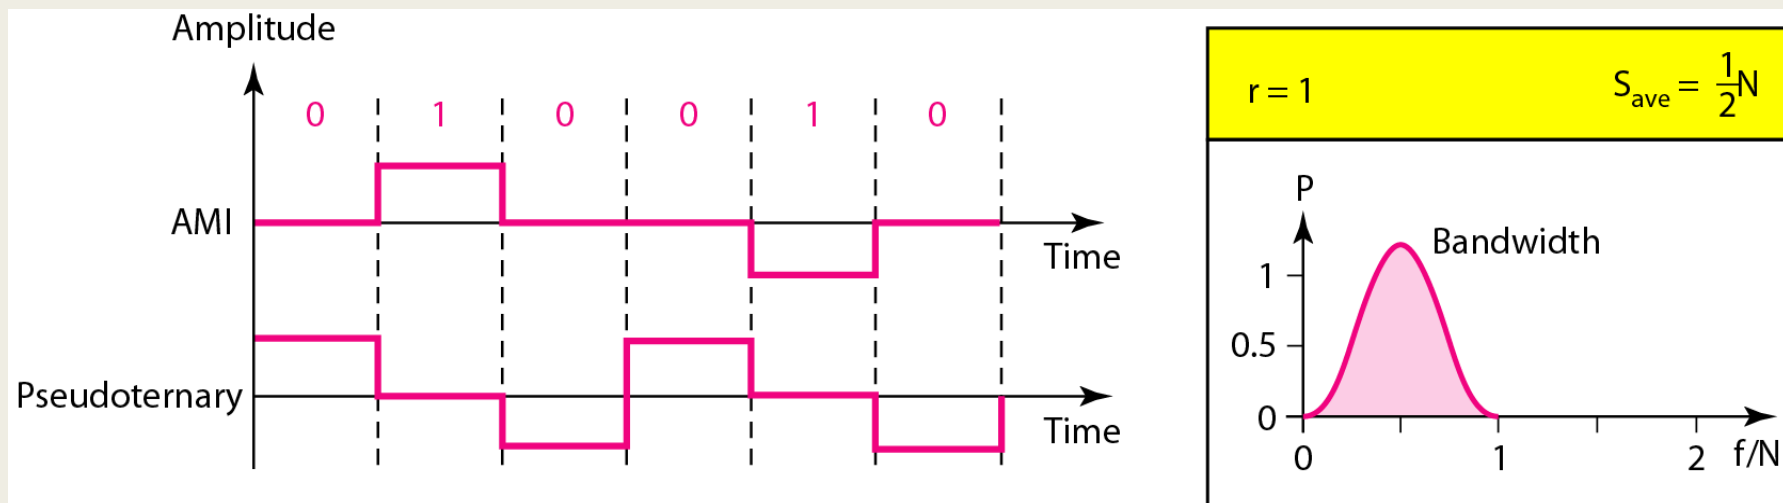 Amplitude
0 1 0 0 1 0
AMI
Time
Pseudoternary
Time
r = 1 S_ave = 1/2 N
P
Bandwidth
1
0.5
0
0 1 2 f/N